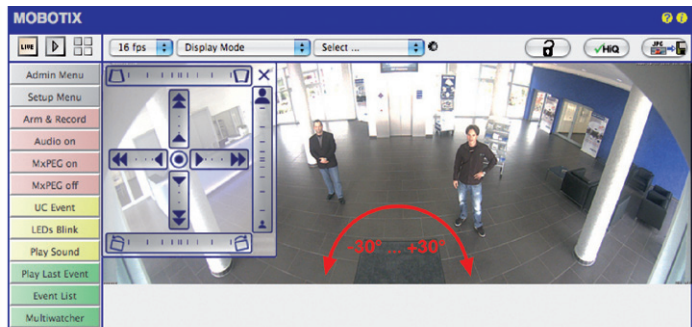 MOBOTIX
? i
LIVE
16 fps
Display Mode
Select ...
HiQ
JPG
Admin Menu
Setup Menu
Arm & Record
Audio on
MxPEG on
MxPEG off
UC Event
LEDs Blink
Play Sound
Play Last Event
Event List
Multiwatcher
-30° ... +30°